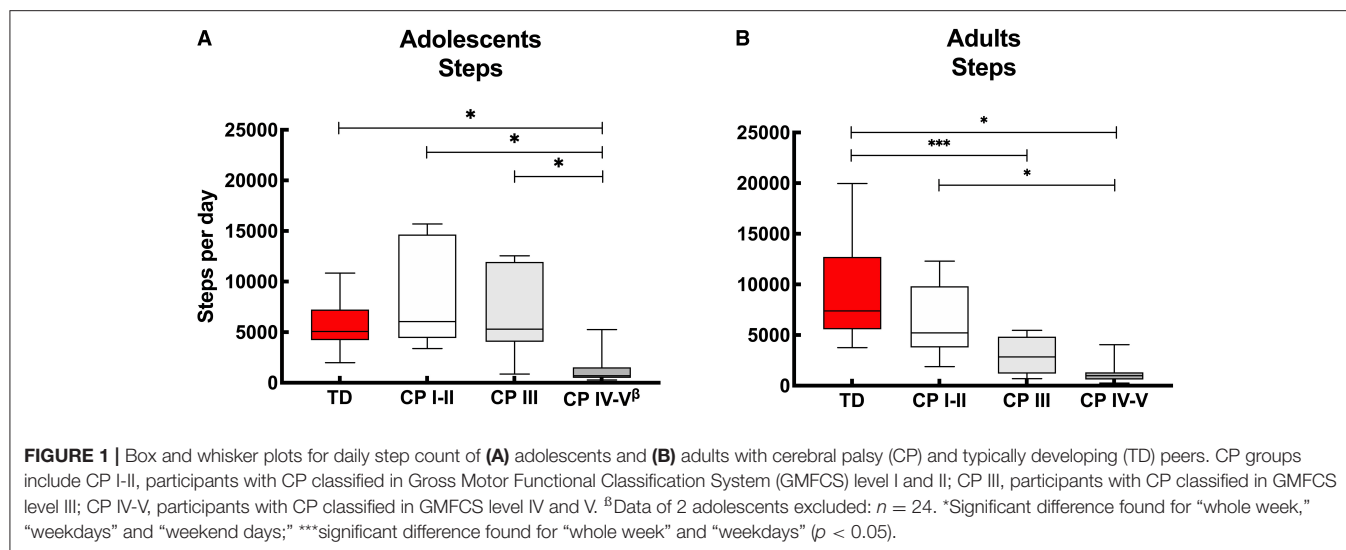 A
Adolescents
Steps
Steps per day
25000
20000
15000
10000
5000
0
*
*
*
TD CP I-II CP III CP IV-Vᵝ
B
Adults
Steps
25000
20000
15000
10000
5000
0
*
***
*
TD CP I-II CP III CP IV-V
FIGURE 1 | Box and whisker plots for daily step count of (A) adolescents and (B) adults with cerebral palsy (CP) and typically developing (TD) peers. CP groups
include CP I-II, participants with CP classified in Gross Motor Functional Classification System (GMFCS) level I and II; CP III, participants with CP classified in GMFCS
level III; CP IV-V, participants with CP classified in GMFCS level IV and V. ᵝData of 2 adolescents excluded: n = 24. *Significant difference found for “whole week,”
“weekdays” and “weekend days;” ***significant difference found for “whole week” and “weekdays” (p < 0.05).